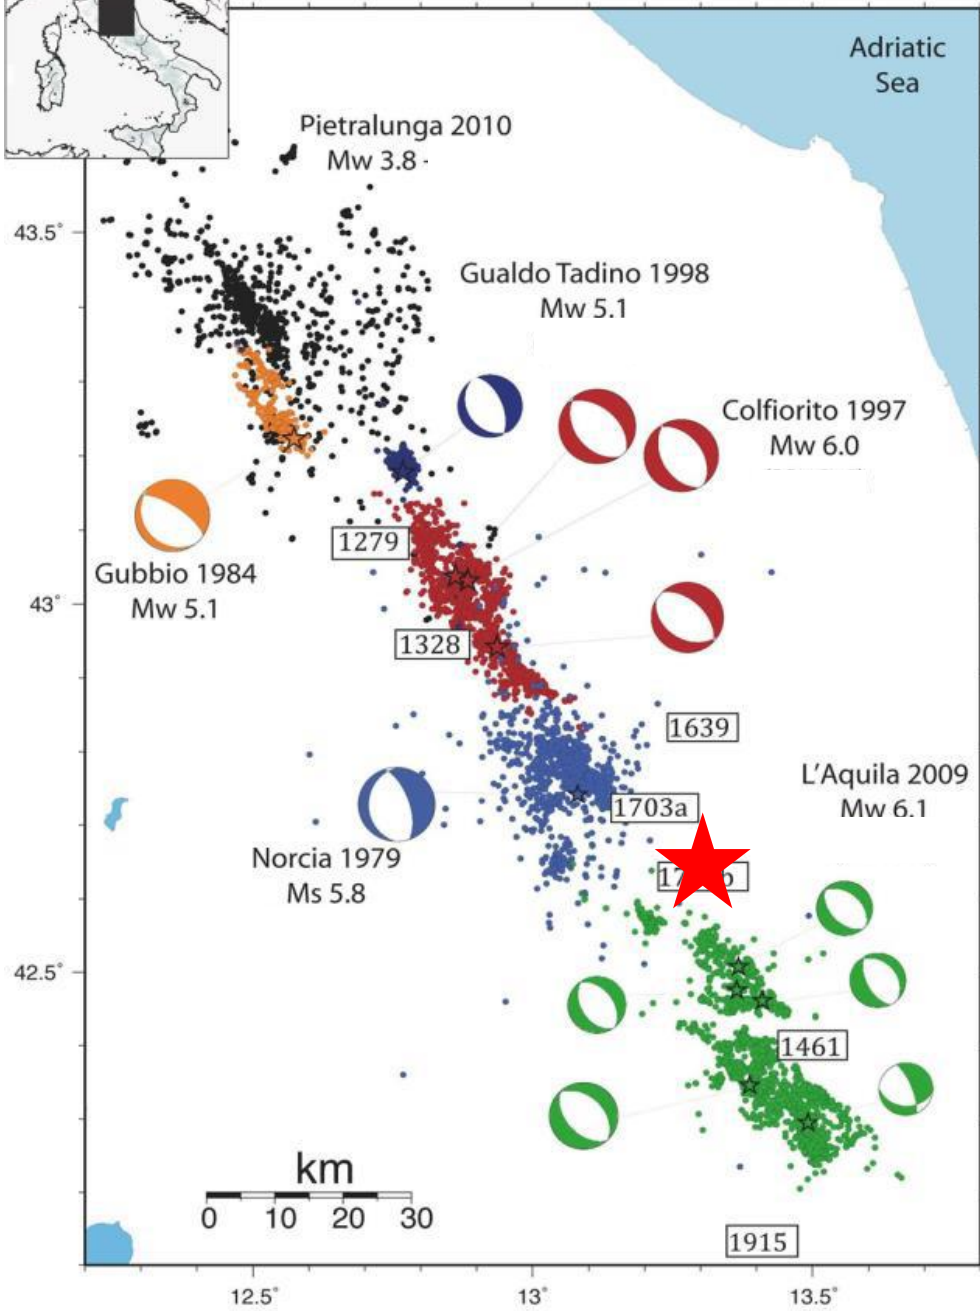 Adriatic
Sea
Pietralunga 2010
Mw 3.8 -
43.5°
Gualdo Tadino 1998
Mw 5.1
Colfiorito 1997
Mw 6.0
1279
Gubbio 1984
Mw 5.1
43°
1328
1639
L'Aquila 2009
Mw 6.1
1703a
Norcia 1979
Ms 5.8
42.5°
1461
km
0 10 20 30
1915
12.5° 13° 13.5°